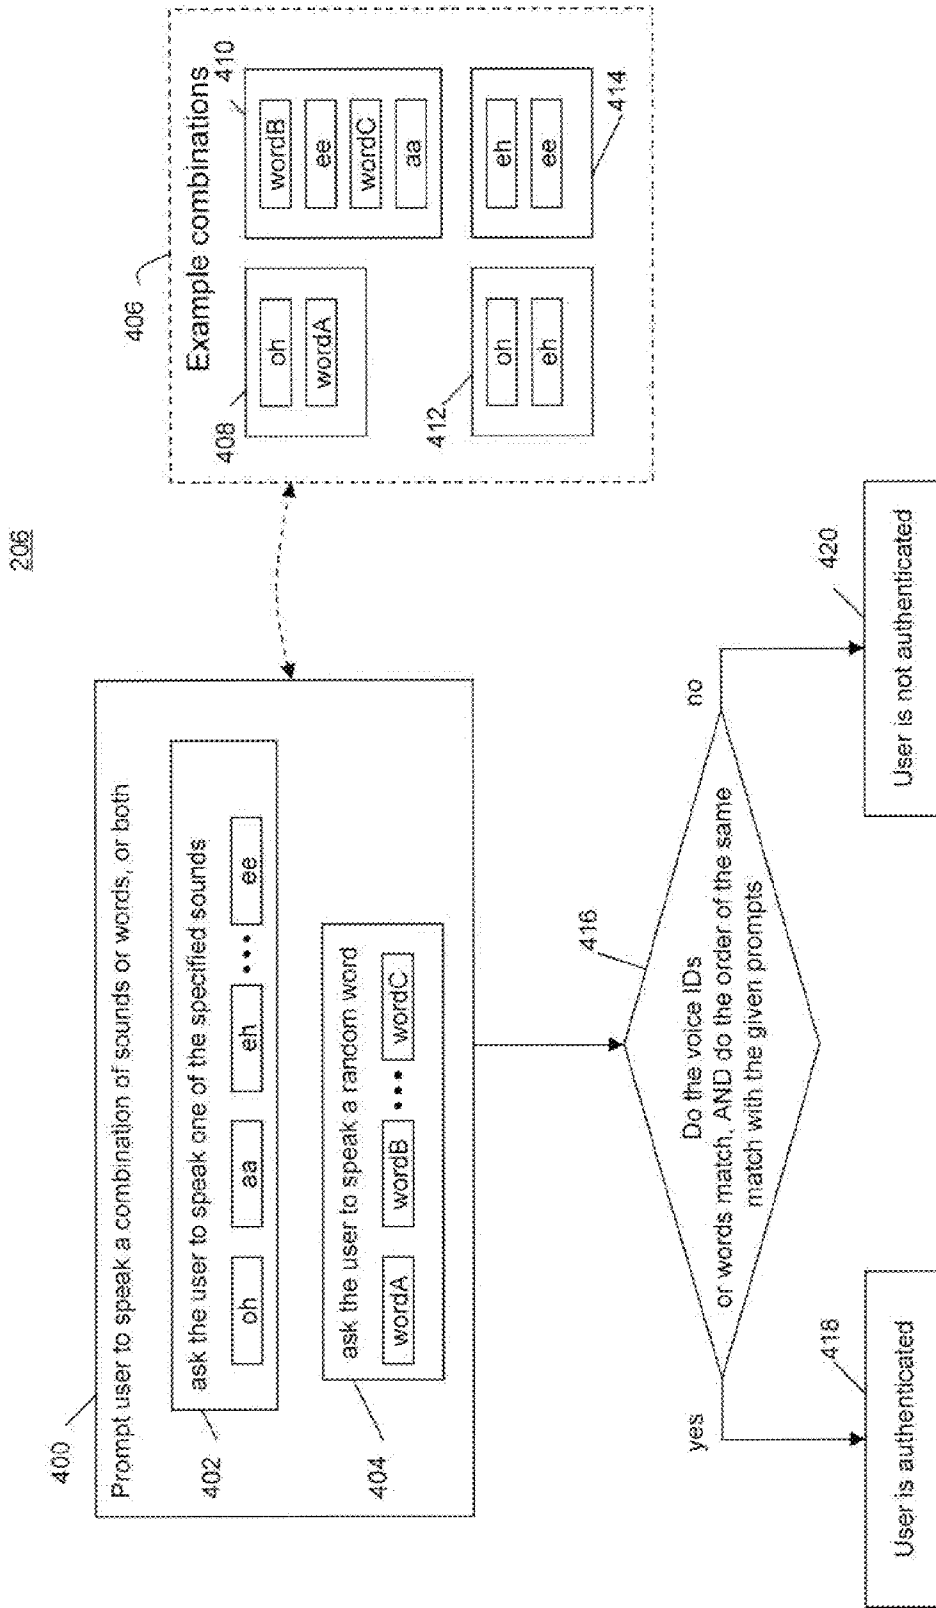 206
400
Prompt user to speak a combination of sounds or words, or both
402
ask the user to speak one of the specified sounds
oh aa eh ••• ee
404
ask the user to speak a random word
wordA wordB ••• wordC
406
Example combinations
408
oh
wordA
410
wordB
ee
wordC
aa
412
oh
eh
414
eh
ee
416
Do the voice IDs
or words match, AND do the order of the same
match with the given prompts
yes
no
418
User is authenticated
420
User is not authenticated